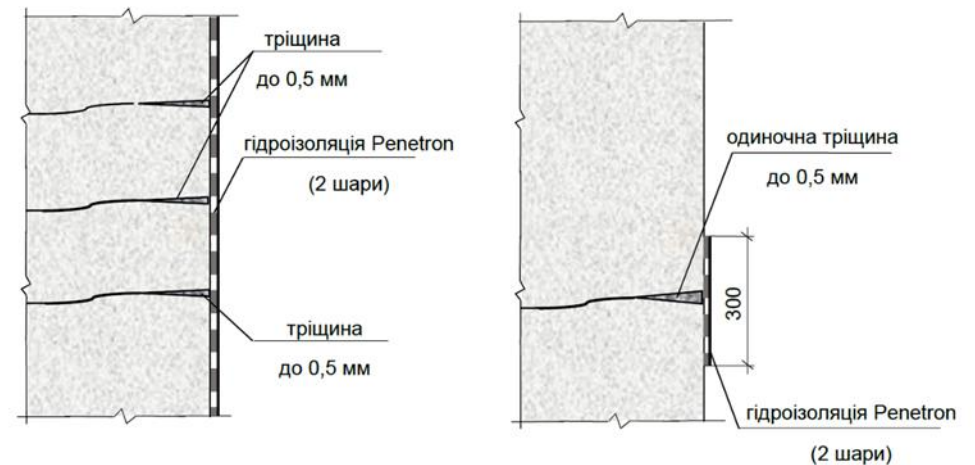 тріщина
до 0,5 мм
гідроізоляція Penetron
(2 шари)
тріщина
до 0,5 мм
одиночна тріщина
до 0,5 мм
300
гідроізоляція Penetron
(2 шари)